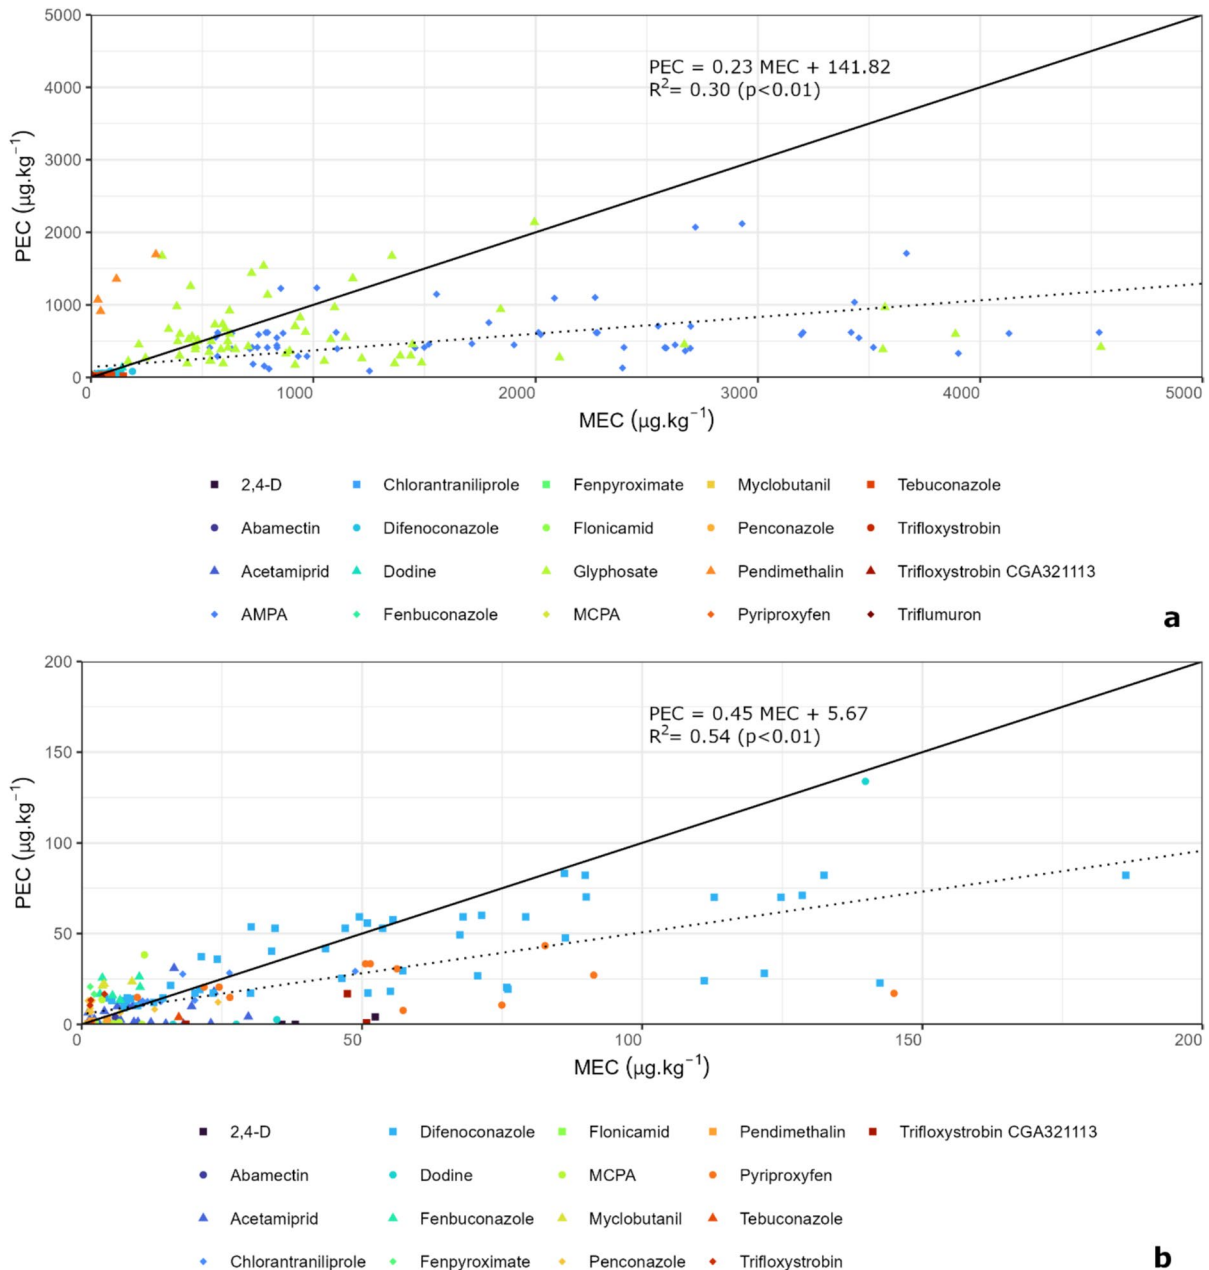 5000
4000
3000
2000
1000
0
PEC (µg.kg⁻¹)
PEC = 0.23 MEC + 141.82
R²= 0.30 (p<0.01)
0 1000 2000 3000 4000 5000
MEC (µg.kg⁻¹)
2,4-D Chlorantraniliprole Fenpyroximate Myclobutanil Tebuconazole
Abamectin Difenoconazole Flonicamid Penconazole Trifloxystrobin
Acetamiprid Dodine Glyphosate Pendimethalin Trifloxystrobin CGA321113
AMPA Fenbuconazole MCPA Pyriproxyfen Triflumuron
a
200
150
100
50
0
PEC (µg.kg⁻¹)
PEC = 0.45 MEC + 5.67
R²= 0.54 (p<0.01)
0 50 100 150 200
MEC (µg.kg⁻¹)
2,4-D Difenoconazole Flonicamid Pendimethalin Trifloxystrobin CGA321113
Abamectin Dodine MCPA Pyriproxyfen
Acetamiprid Fenbuconazole Myclobutanil Tebuconazole
Chlorantraniliprole Fenpyroximate Penconazole Trifloxystrobin
b